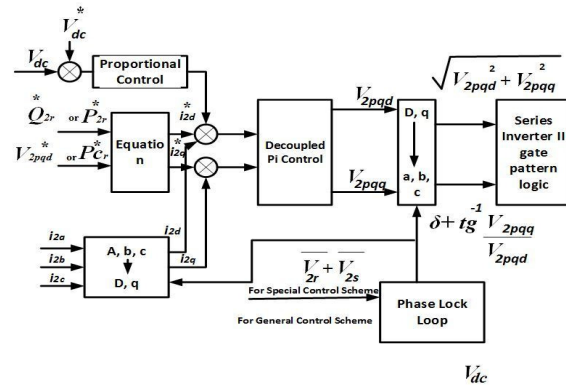 V*dc
Vdc
Proportional Control
Q*2r or P*2r
V2pqd* or Pc*r
Equation
i*2d
i*2q
Decoupled Pi Control
V2pqd
V2pqq
D, q
a, b, c
√V2pqd² + V2pqq²
Series Inverter II gate pattern logic
δ+ tg⁻¹ V2pqq / V2pqd
i2a
i2b
i2c
A, b, c
D, q
i2d
i2q
V2r + V2s
For Special Control Scheme
For General Control Scheme
Phase Lock Loop
Vdc